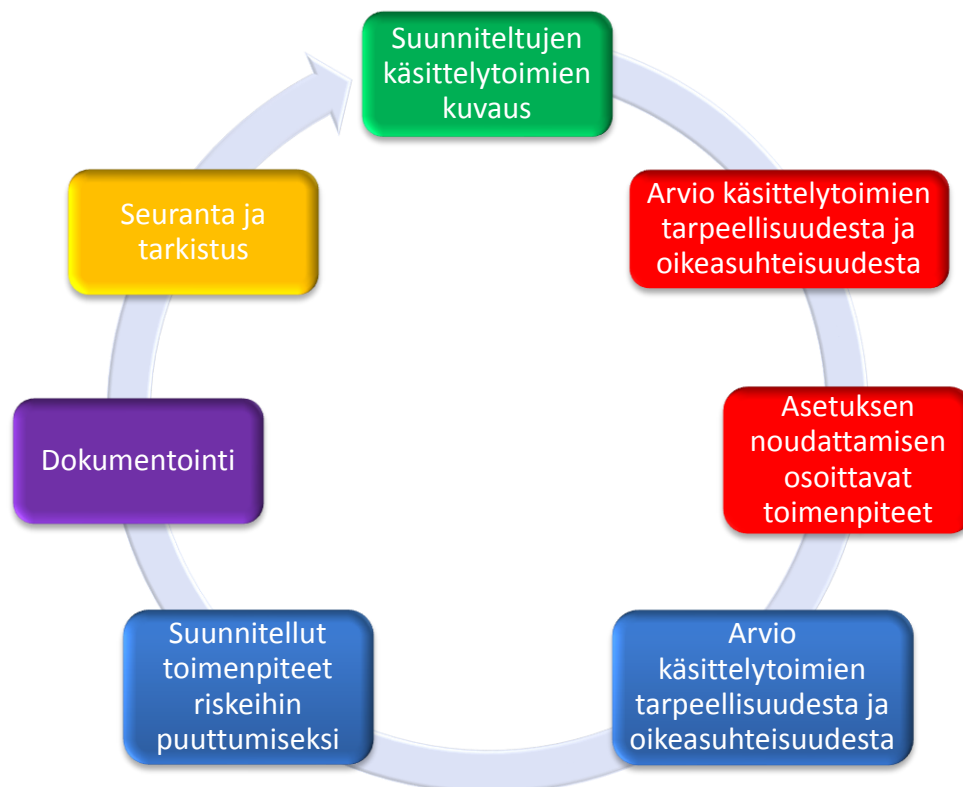 Suunniteltujen
käsittelytoimien
kuvaus
Arvio käsittelytoimien
tarpeellisuudesta ja
oikeasuhteisuudesta
Asetuksen
noudattamisen
osoittavat
toimenpiteet
Arvio
käsittelytoimien
tarpeellisuudesta ja
oikeasuhteisuudesta
Suunnitellut
toimenpiteet
riskeihin
puuttumiseksi
Dokumentointi
Seuranta ja
tarkistus